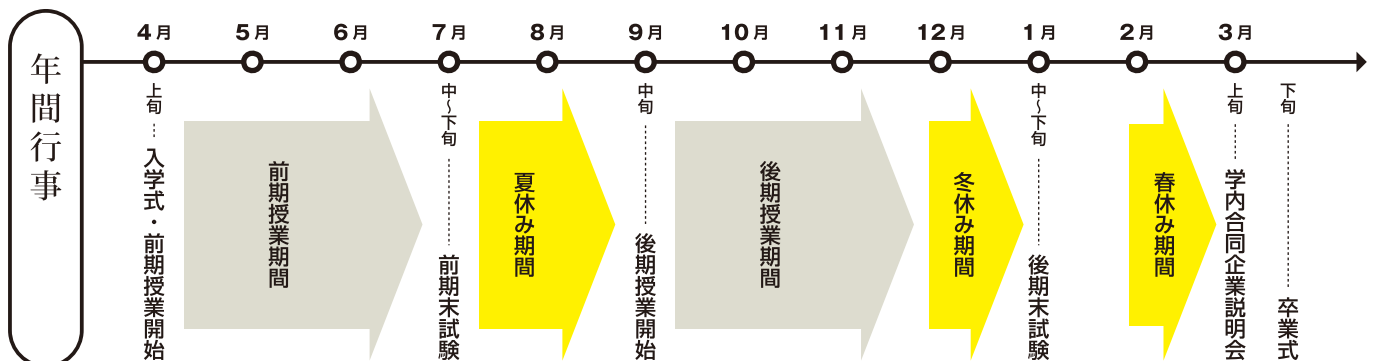 年間行事
4月
5月
6月
7月
8月
9月
10月
11月
12月
1月
2月
3月
上旬 … 入学式・前期授業開始
前期授業期間
中~下旬 … 前期末試験
夏休み期間
中旬 … 後期授業開始
後期授業期間
冬休み期間
中~下旬 … 後期末試験
春休み期間
上旬 … 学内合同企業説明会
下旬 … 卒業式